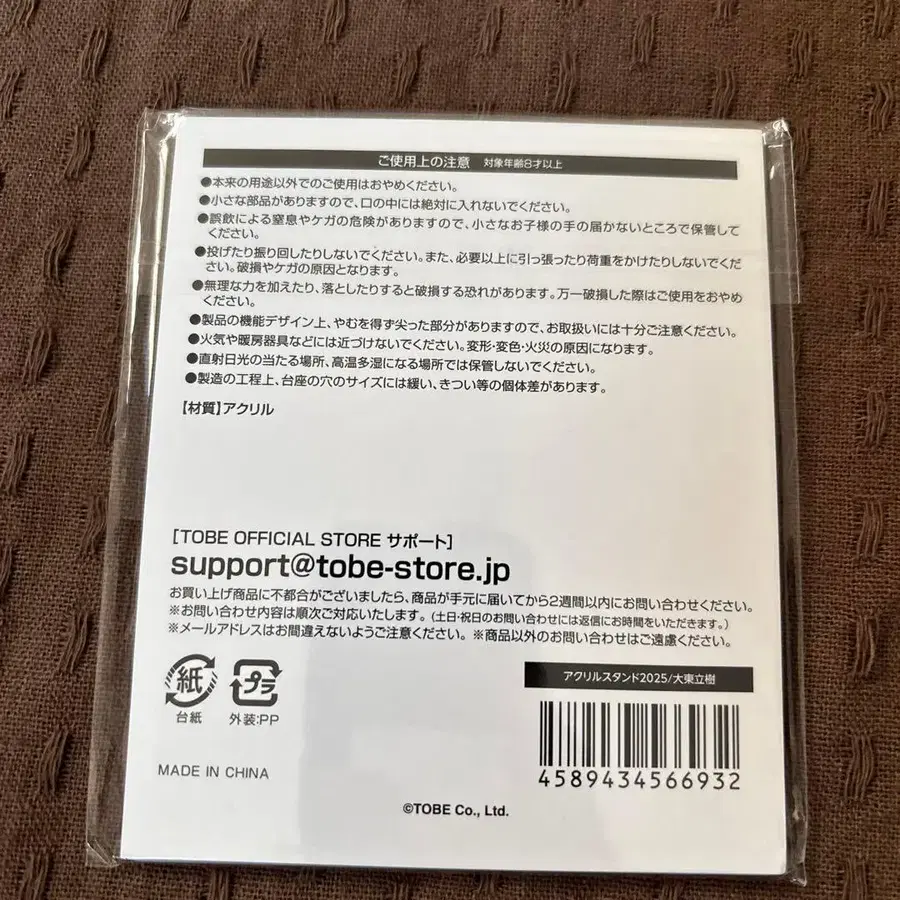 ご使用上の注意 対象年齢8才以上
●本来の用途以外でのご使用はおやめください。
●小さな部品がありますので、口の中には絶対に入れないでください。
●誤飲による窒息やケガの危険がありますので、小さなお子様の手の届かないところで保管して
ください。
●投げたり振り回したりしないでください。また、必要以上に引っ張ったり荷重をかけたりしないでくだ
さい。破損やケガの原因となります。
●無理な力を加えたり、落としたりすると破損する恐れがあります。万一破損した際はご使用をおやめ
ください。
●製品の機能デザイン上、やむを得ず尖った部分がありますので、お取扱いには十分ご注意ください。
●火気や暖房器具などには近づけないでください。変形・変色・火災の原因になります。
●直射日光の当たる場所、高温多湿になる場所では保管しないでください。
●製造の工程上、台座の穴のサイズには緩い、きつい等の個体差があります。
【材質】アクリル
[TOBE OFFICIAL STORE サポート]
support@tobe-store.jp
お買い上げ商品に不都合がございましたら、商品が手元に届いてから2週間以内にお問い合わせください。
※お問い合わせ内容は順次ご対応いたします。(土日・祝日のお問い合わせには返信にお時間をいただきます。)
※メールアドレスはお間違えないようご注意ください。※商品以外のお問い合わせはご遠慮ください。
紙
台紙
プラ
外装:PP
アクリルスタンド2025/大東立樹
4589434566932
MADE IN CHINA
©TOBE Co., Ltd.